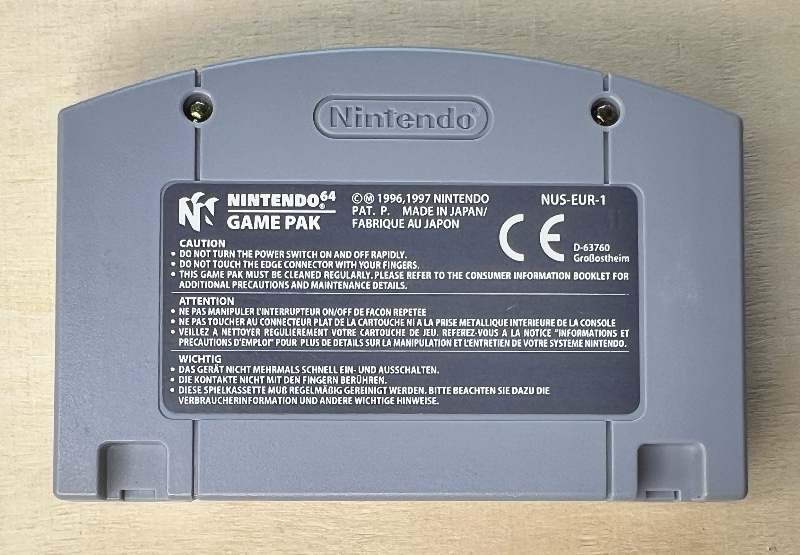 Nintendo®
NINTENDO 64®
GAME PAK
©Ⓜ 1996,1997 NINTENDO
PAT. P. MADE IN JAPAN/
FABRIQUE AU JAPON
NUS-EUR-1
CE
D-63760
Großostheim
CAUTION
• DO NOT TURN THE POWER SWITCH ON AND OFF RAPIDLY.
• DO NOT TOUCH THE EDGE CONNECTOR WITH YOUR FINGERS.
• THIS GAME PAK MUST BE CLEANED REGULARLY. PLEASE REFER TO THE CONSUMER INFORMATION BOOKLET FOR
ADDITIONAL PRECAUTIONS AND MAINTENANCE DETAILS.
ATTENTION
• NE PAS MANIPULER L'INTERRUPTEUR ON/OFF DE FACON REPETEE
• NE PAS TOUCHER AU CONNECTEUR PLAT DE LA CARTOUCHE NI A LA PRISE METALLIQUE INTERIEURE DE LA CONSOLE
• VEILLEZ A NETTOYER REGULIEREMENT VOTRE CARTOUCHE DE JEU. REFEREZ-VOUS A LA NOTICE "INFORMATIONS ET
PRECAUTIONS D'EMPLOI" POUR PLUS DE DETAILS SUR LA MANIPULATION ET L'ENTRETIEN DE VOTRE SYSTEME NINTENDO.
WICHTIG
• DAS GERÄT NICHT MEHRMALS SCHNELL EIN- UND AUSSCHALTEN.
• DIE KONTAKTE NICHT MIT DEN FINGERN BERÜHREN.
• DIESE SPIELKASSETTE MUß REGELMÄßIG GEREINIGT WERDEN. BITTE BEACHTEN SIE DAZU DIE
VERBRAUCHERINFORMATION UND ANDERE WICHTIGE HINWEISE.